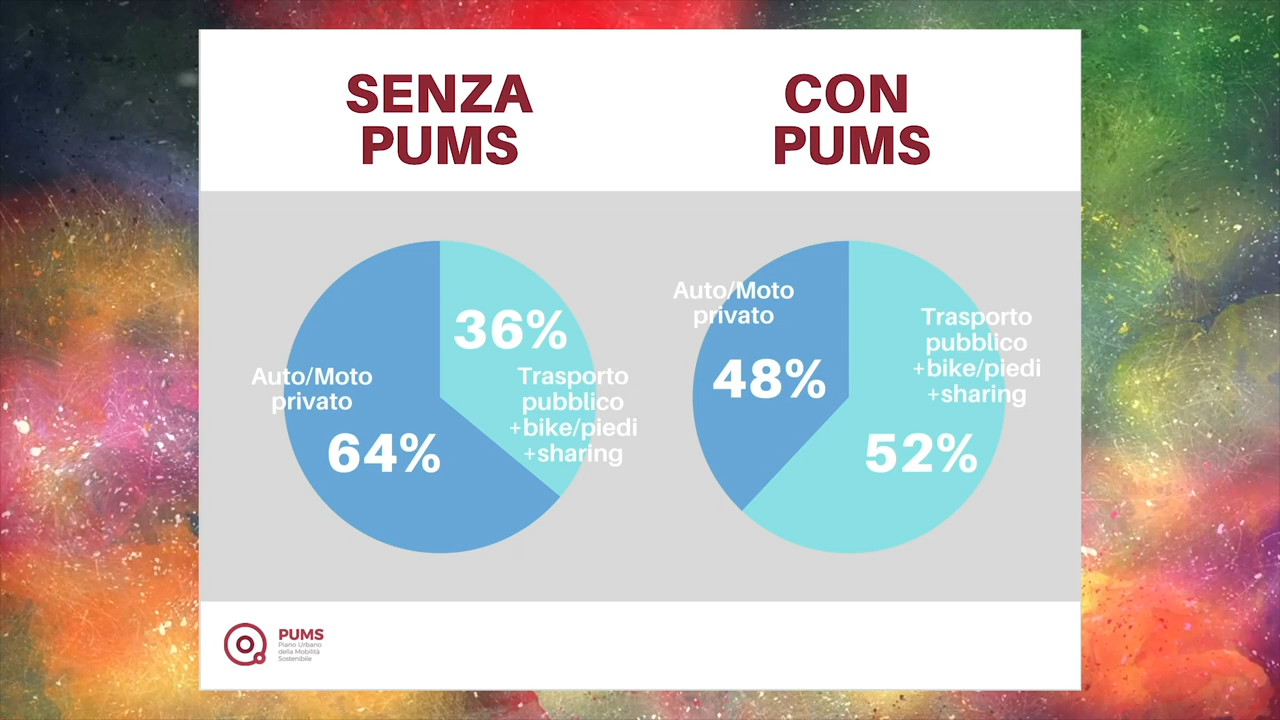 SENZA
PUMS
CON
PUMS
36%
Auto/Moto
privato
64%
Trasporto
pubblico
+bike/piedi
+sharing
Auto/Moto
privato
48%
Trasporto
pubblico
+bike/piedi
+sharing
52%
PUMS
Piano Urbano
della Mobilità
Sostenibile